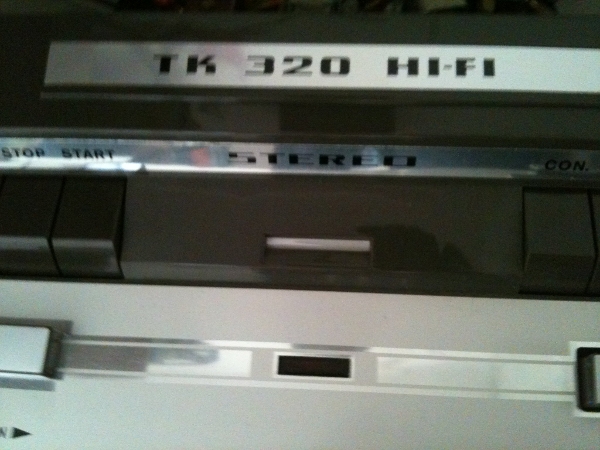 TK 320 HI-FI
STOP START STEREO CON.
N